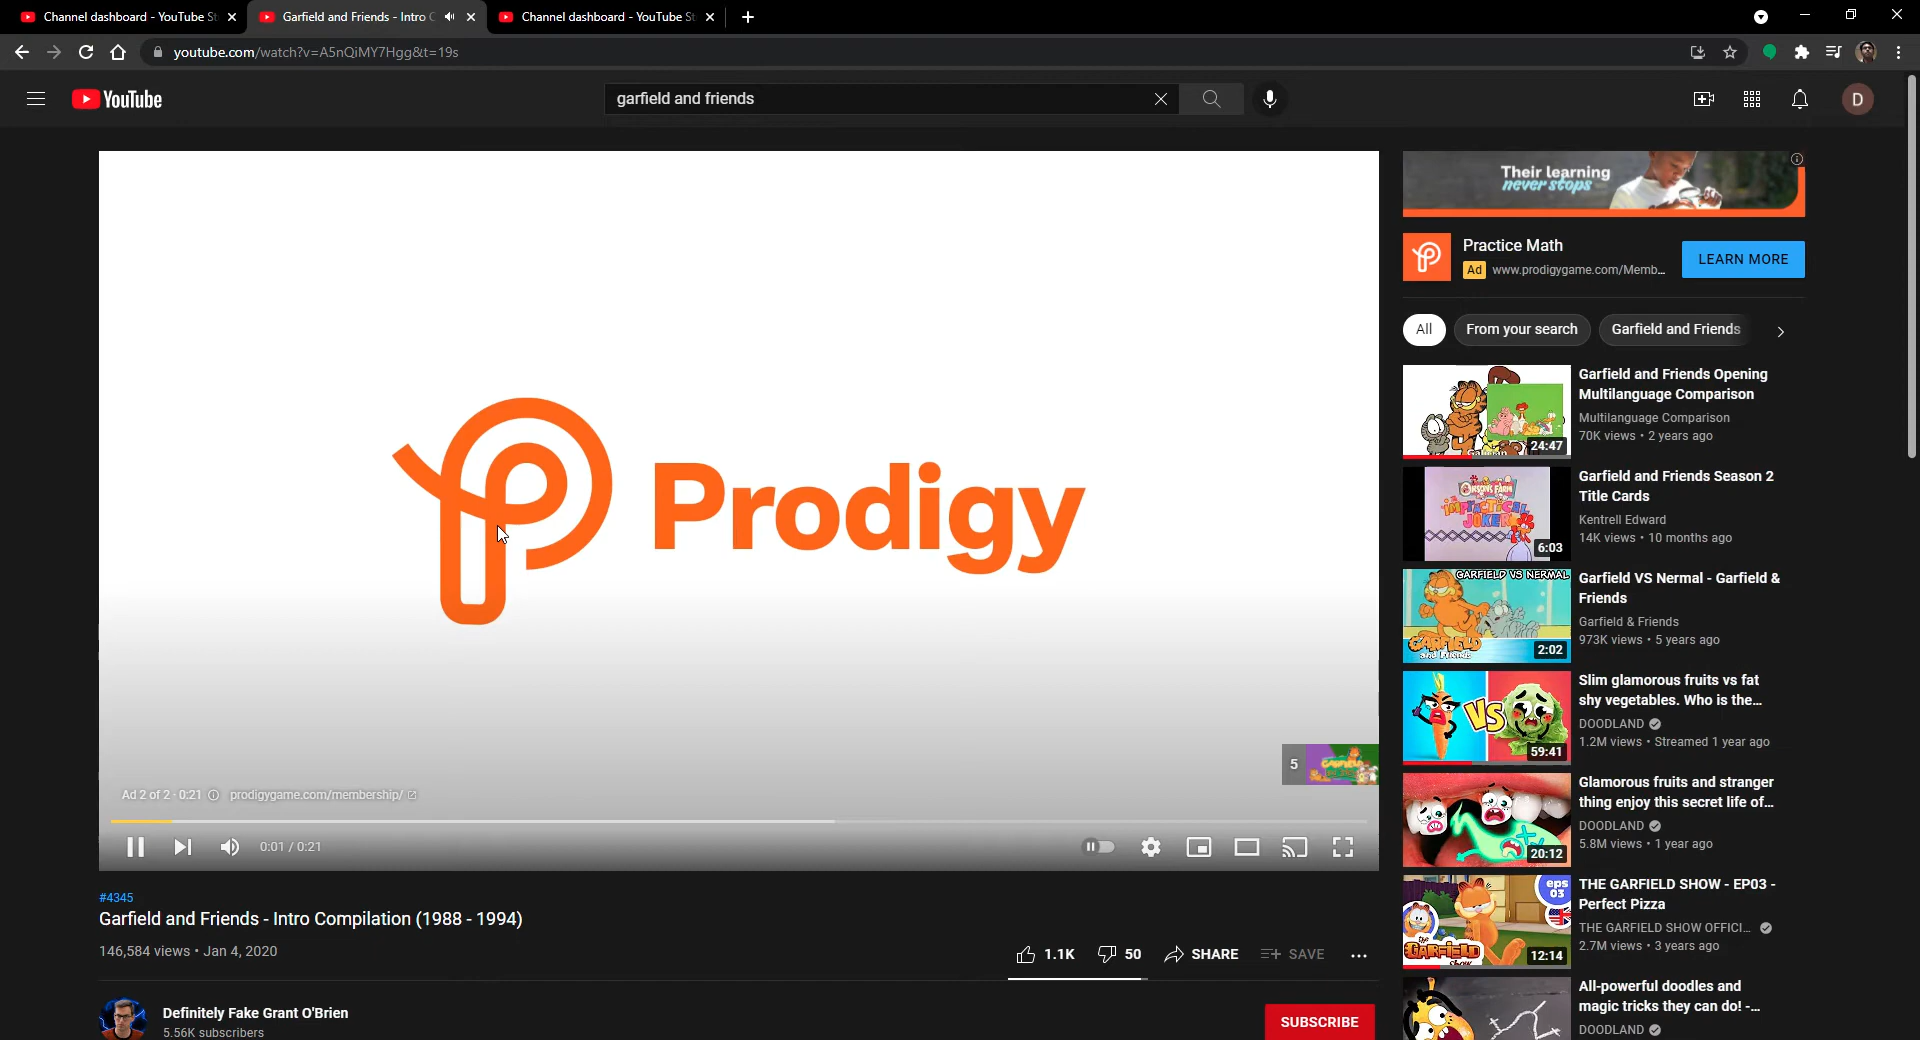 Channel dashboard - YouTube St
Garfield and Friends - Intro C
Channel dashboard - YouTube St
youtube.com/watch?v=A5nQiMY7Hgg&t=19s
YouTube
garfield and friends
D
Their learning
never stops
Practice Math
Ad www.prodigygame.com/Memb...
LEARN MORE
All
From your search
Garfield and Friends
Prodigy
5
Ad 2 of 2 · 0:21
prodigygame.com/membership/
0:01 / 0:21
#4345
Garfield and Friends - Intro Compilation (1988 - 1994)
146,584 views • Jan 4, 2020
1.1K
50
SHARE
SAVE
Definitely Fake Grant O'Brien
5.56K subscribers
SUBSCRIBE
24:47
Garfield and Friends Opening
Multilanguage Comparison
Multilanguage Comparison
70K views • 2 years ago
6:03
Garfield and Friends Season 2
Title Cards
Kentrell Edward
14K views • 10 months ago
GARFIELD VS NERMAL
GARFIELD
and Friends
2:02
Garfield VS Nermal - Garfield &
Friends
Garfield & Friends
973K views • 5 years ago
VS
59:41
Slim glamorous fruits vs fat
shy vegetables. Who is the...
DOODLAND
1.2M views • Streamed 1 year ago
20:12
Glamorous fruits and stranger
thing enjoy this secret life of...
DOODLAND
5.8M views • 1 year ago
eps
03
GARFIELD
Show
12:14
THE GARFIELD SHOW - EP03 -
Perfect Pizza
THE GARFIELD SHOW OFFICI...
2.7M views • 3 years ago
All-powerful doodles and
magic tricks they can do! -...
DOODLAND